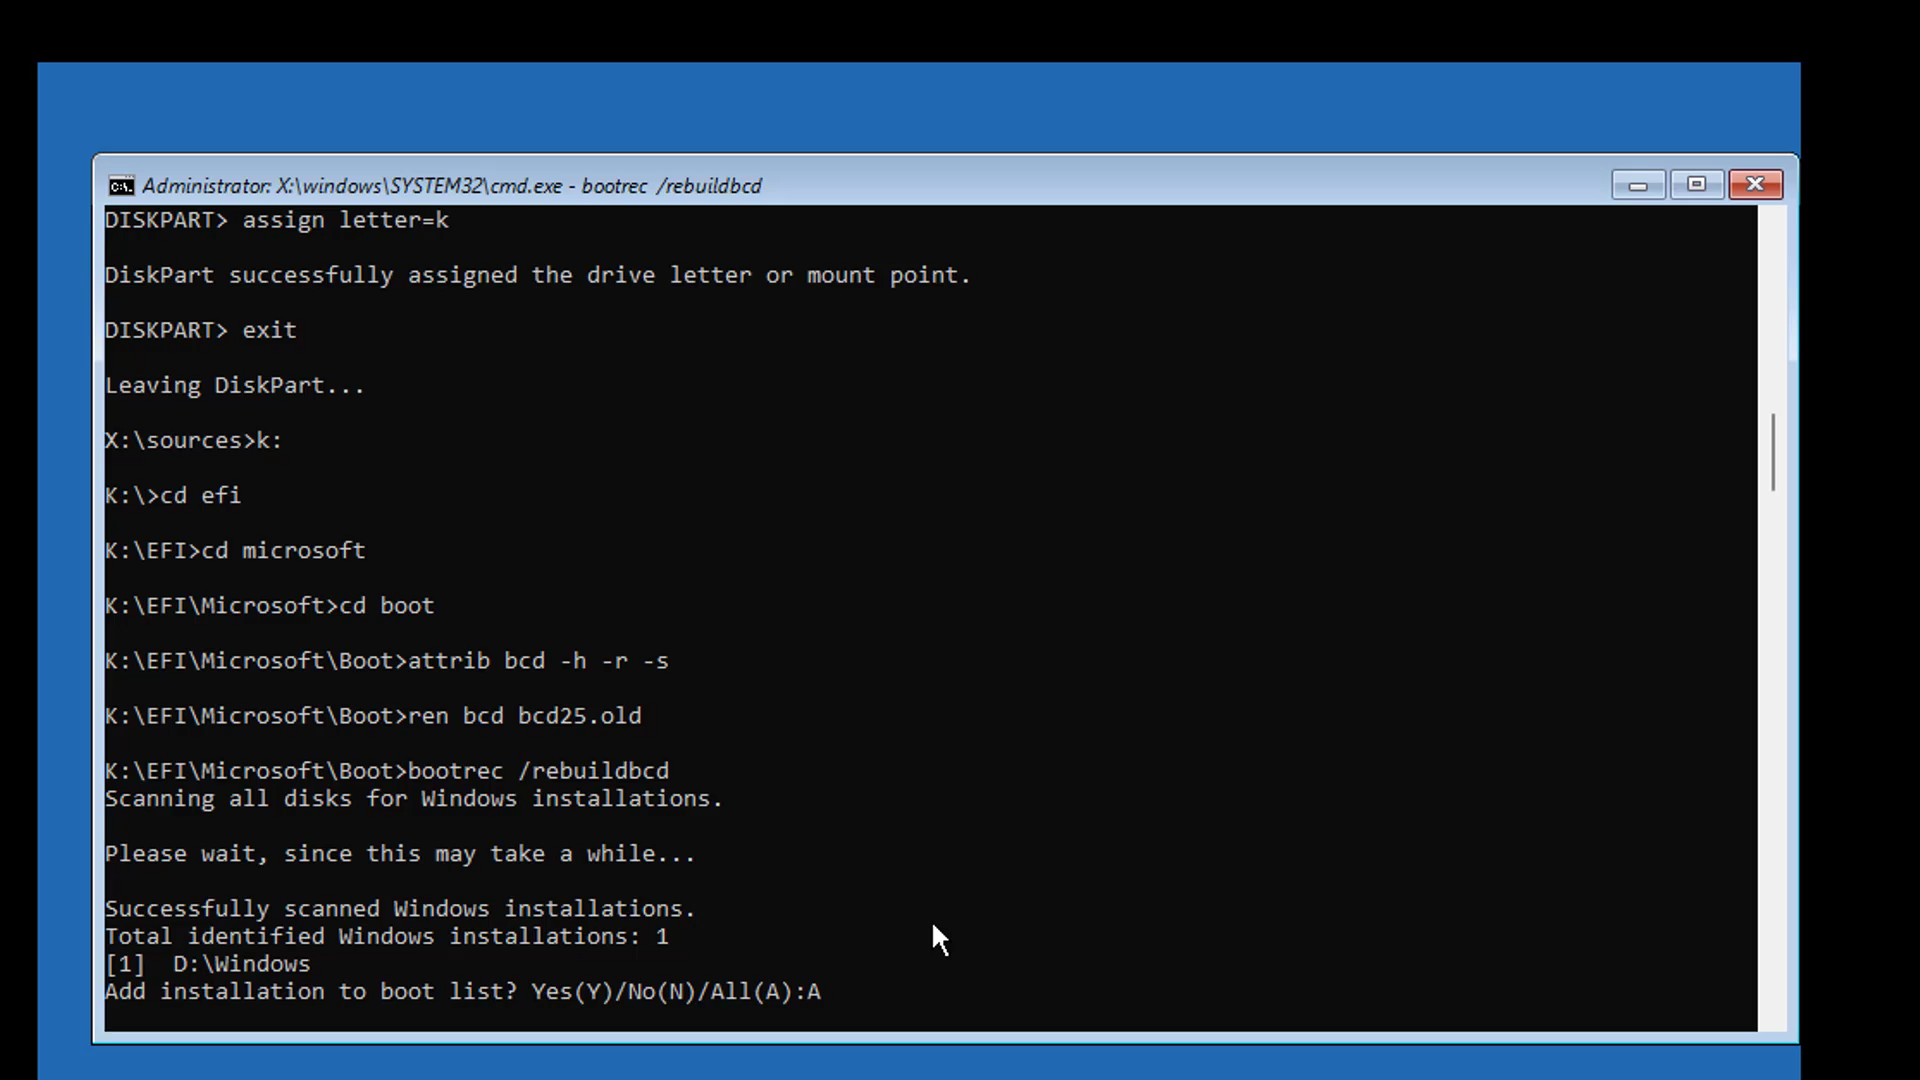 Administrator: X:\windows\SYSTEM32\cmd.exe - bootrec /rebuildbcd
DISKPART> assign letter=k
DiskPart successfully assigned the drive letter or mount point.
DISKPART> exit
Leaving DiskPart...
X:\sources>k:
K:\>cd efi
K:\EFI>cd microsoft
K:\EFI\Microsoft>cd boot
K:\EFI\Microsoft\Boot>attrib bcd -h -r -s
K:\EFI\Microsoft\Boot>ren bcd bcd25.old
K:\EFI\Microsoft\Boot>bootrec /rebuildbcd
Scanning all disks for Windows installations.
Please wait, since this may take a while...
Successfully scanned Windows installations.
Total identified Windows installations: 1
[1]  D:\Windows
Add installation to boot list? Yes(Y)/No(N)/All(A):A